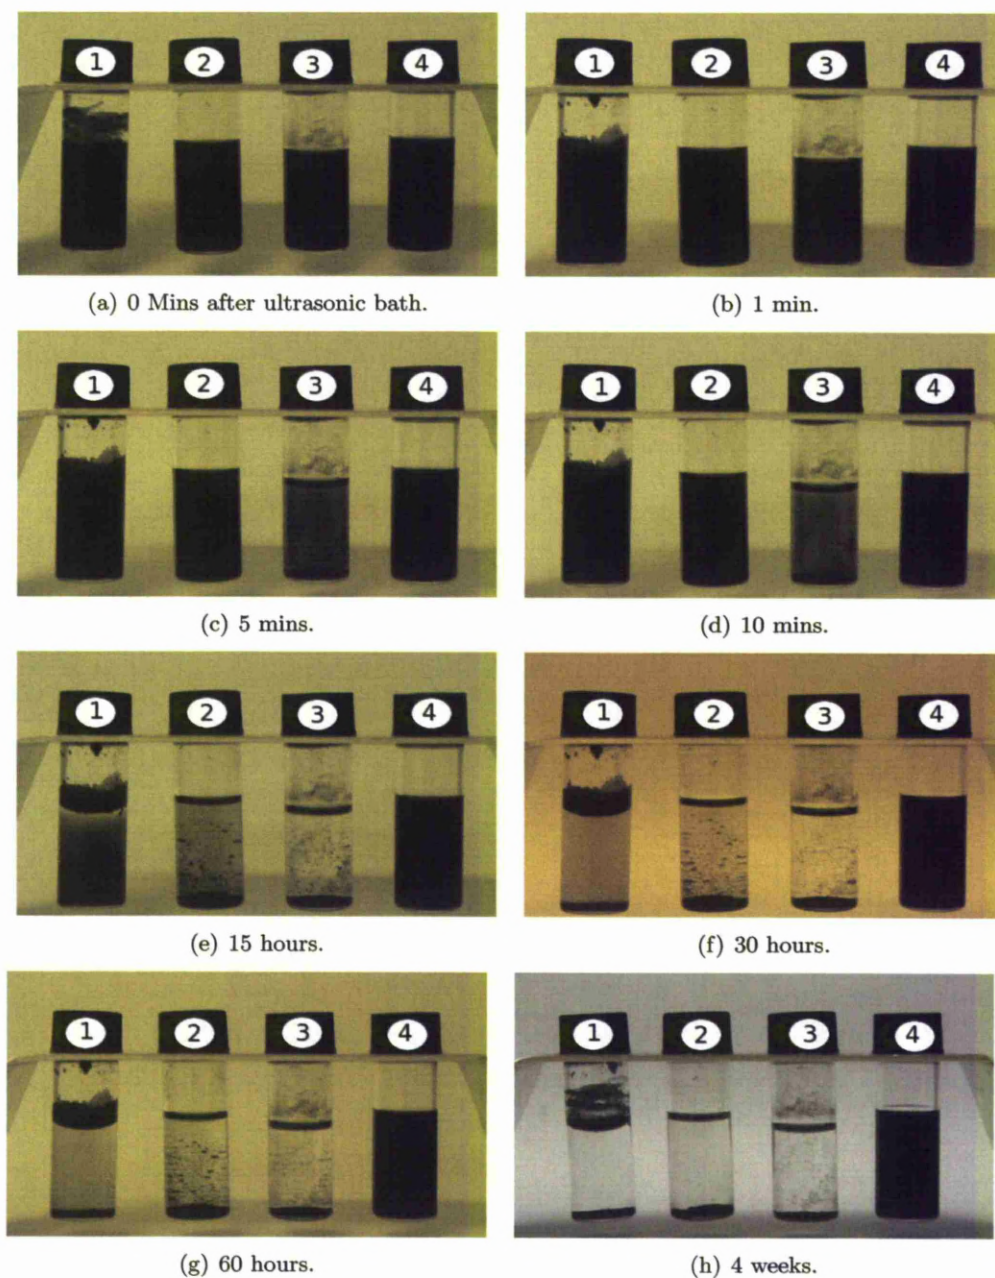 1 2 3 4
1 2 3 4
(a) 0 Mins after ultrasonic bath.
(b) 1 min.
1 2 3 4
1 2 3 4
(c) 5 mins.
(d) 10 mins.
1 2 3 4
1 2 3 4
(e) 15 hours.
(f) 30 hours.
1 2 3 4
1 2 3 4
(g) 60 hours.
(h) 4 weeks.